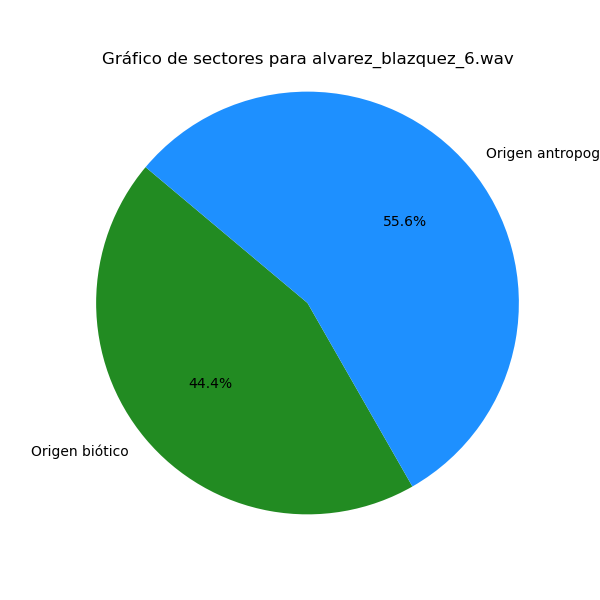 Gráfico de sectores para alvarez_blazquez_6.wav
Origen antropog
55.6%
44.4%
Origen biótico